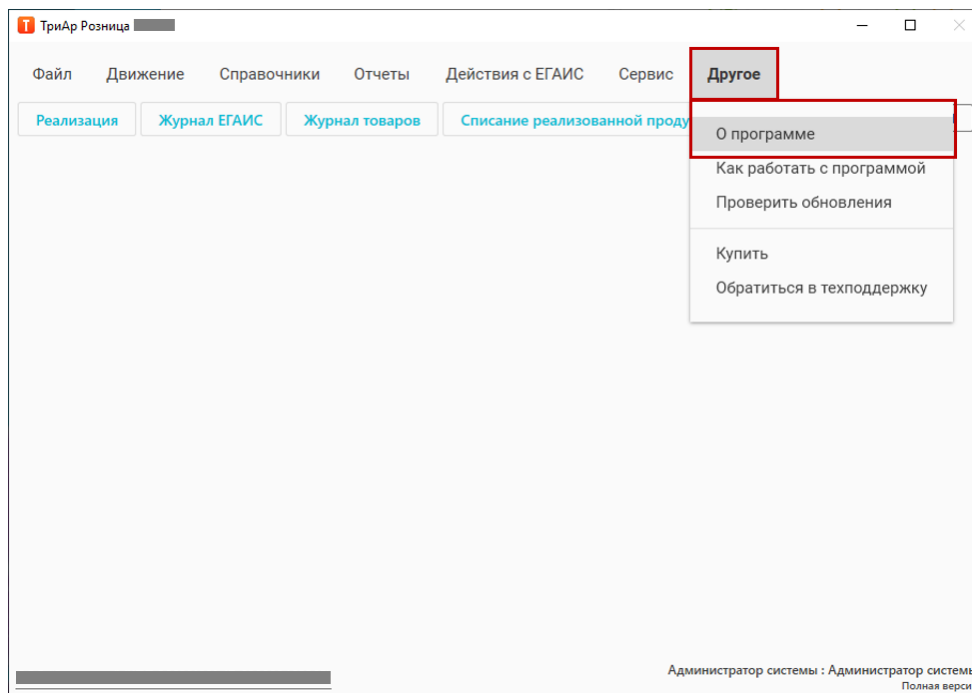 ТриАр Розница
Файл Движение Справочники Отчеты Действия с ЕГАИС Сервис Другое
Реализация Журнал ЕГАИС Журнал товаров Списание реализованной проду
О программе
Как работать с программой
Проверить обновления
Купить
Обратиться в техподдержку
Администратор системы : Администратор системы
Полная верси